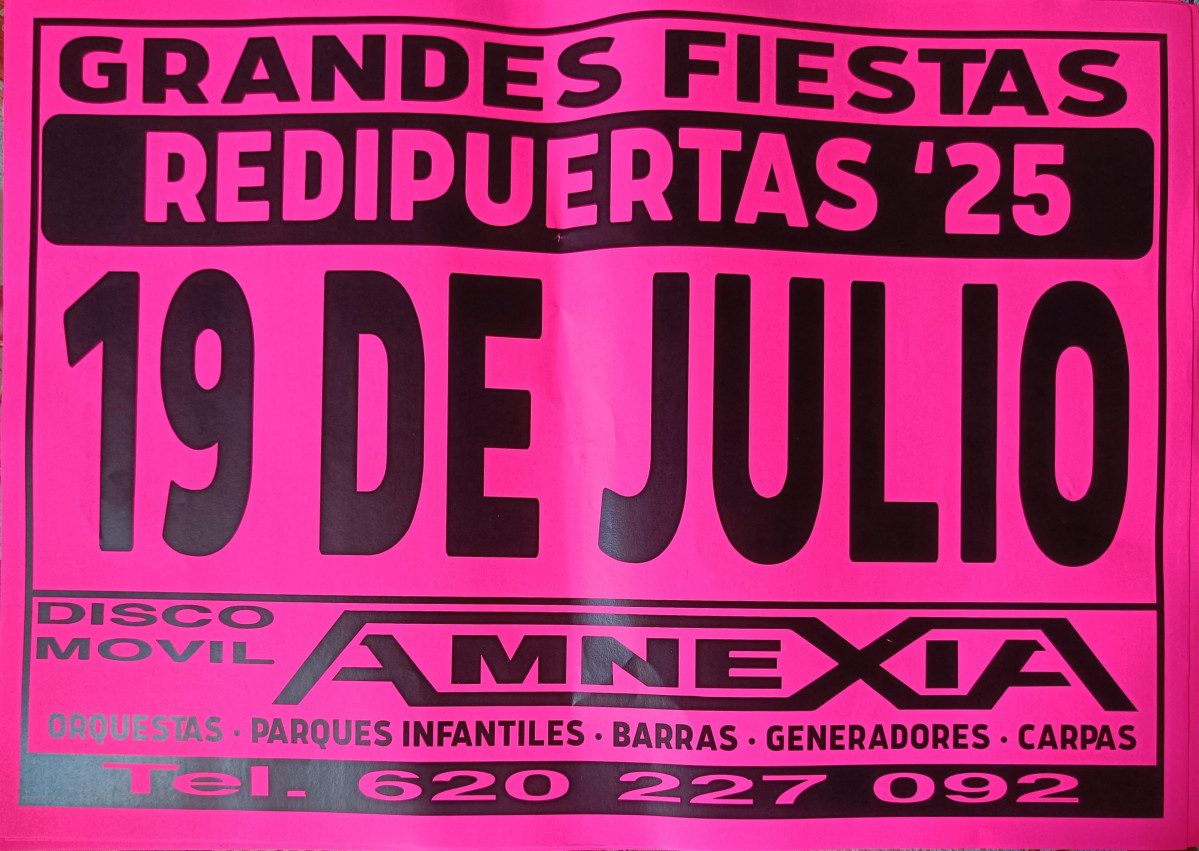 GRANDES FIESTAS
REDIPUERTAS '25
19 DE JULIO
DISCO
MOVIL
AMNEXIA
ORQUESTAS · PARQUES INFANTILES · BARRAS · GENERADORES · CARPAS
Tel. 620 227 092